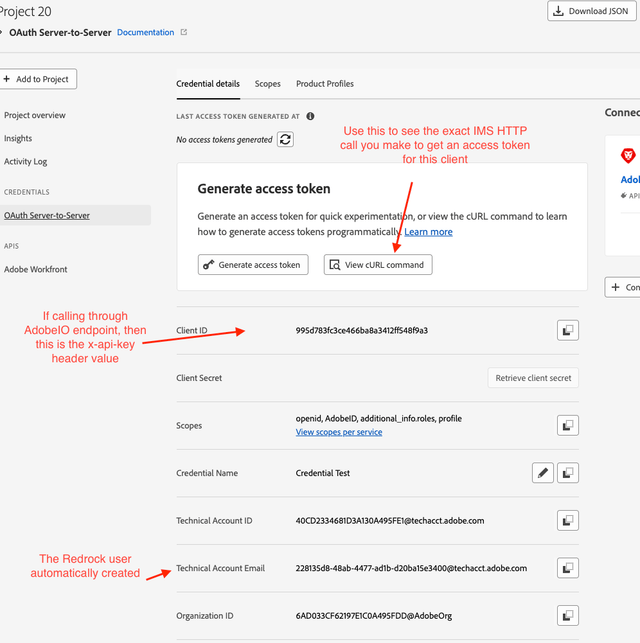 Project 20
Download JSON
OAuth Server-to-Server Documentation
+ Add to Project
Project overview
Insights
Activity Log
CREDENTIALS
OAuth Server-to-Server
APIS
Adobe Workfront
Credential details Scopes Product Profiles
LAST ACCESS TOKEN GENERATED AT
No access tokens generated
Use this to see the exact IMS HTTP
call you make to get an access token
for this client
Generate access token
Generate an access token for quick experimentation, or view the cURL command to learn
how to generate access tokens programmatically. Learn more
Generate access token
View cURL command
Connec
Adol
API
+ Con
If calling through
AdobeIO endpoint, then
this is the x-api-key
header value
Client ID
995d783fc3ce466ba8a3412ff548f9a3
Client Secret
Retrieve client secret
Scopes
openid, AdobeID, additional_info.roles, profile
View scopes per service
Credential Name
Credential Test
Technical Account ID
40CD2334681D3A130A495FE1@techacct.adobe.com
The Redrock user
automatically created
Technical Account Email
228135d8-48ab-4477-ad1b-d20ba15e3400@techacct.adobe.com
Organization ID
6AD033CF62197E1C0A495FDD@AdobeOrg